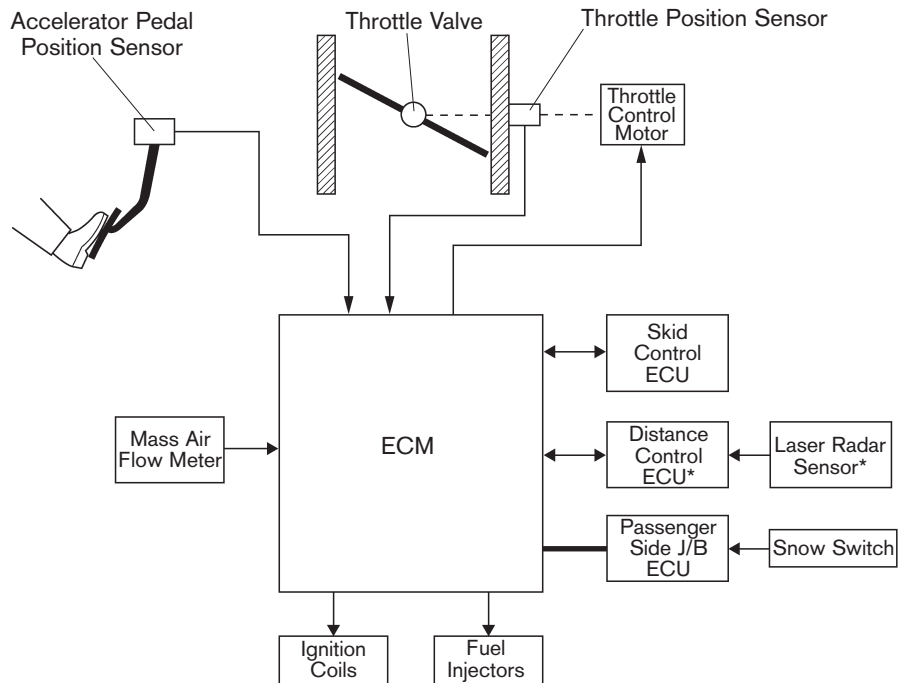 Accelerator Pedal
Position Sensor
Throttle Valve
Throttle Position Sensor
Throttle
Control
Motor
Skid
Control
ECU
Mass Air
Flow Meter
ECM
Distance
Control
ECU*
Laser Radar
Sensor*
Passenger
Side J/B
ECU
Snow Switch
Ignition
Coils
Fuel
Injectors